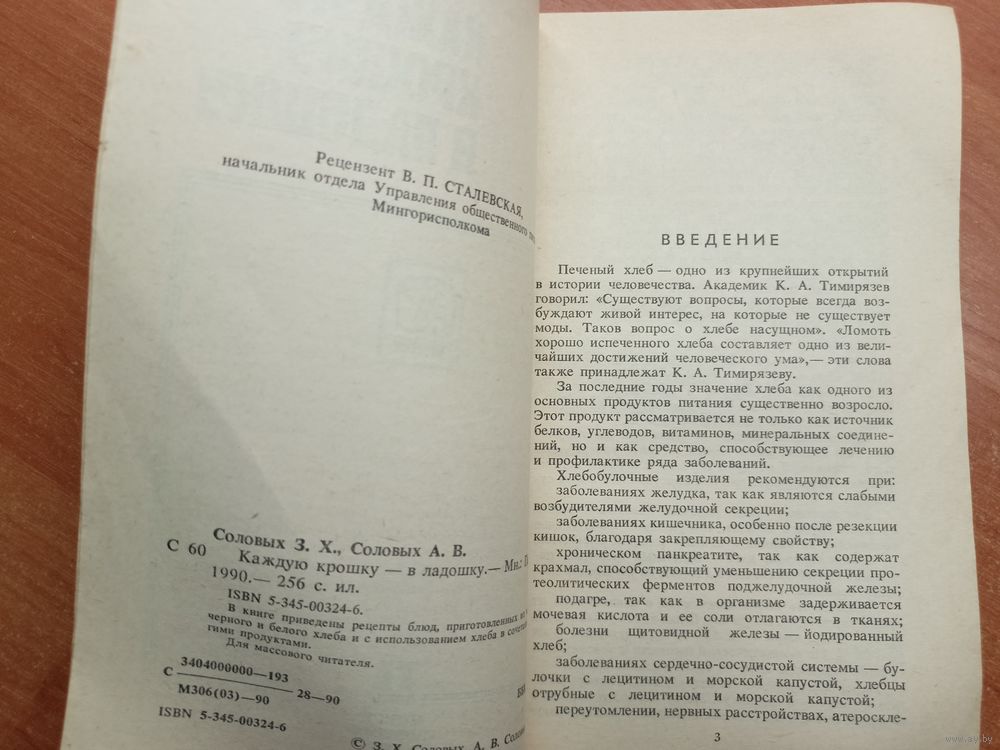 Рецензент В. П. СТАЛЕВСКАЯ,
начальник отдела Управления общественного
Мингорисполкома
Соловых З. Х., Соловых А. В.
С 60 Каждую крошку — в ладошку.— Мн.:
1990.— 256 с. ил.
ISBN 5-345-00324-6.
В книге приведены рецепты блюд, приготовленных из
черного и белого хлеба и с использованием хлеба в
гими продуктами.
Для массового читателя.
3404000000—193
С 28—90
М306(03)—90
ISBN 5-345-00324-6
© З. Х. Соловых, А. В.
ВВЕДЕНИЕ
Печеный хлеб — одно из крупнейших открытий
в истории человечества. Академик К. А. Тимирязев
говорил: «Существуют вопросы, которые всегда воз-
буждают живой интерес, на которые не существует
моды. Таков вопрос о хлебе насущном». «Ломоть
хорошо испеченного хлеба составляет одно из вели-
чайших достижений человеческого ума»,— эти слова
также принадлежат К. А. Тимирязеву.
За последние годы значение хлеба как одного из
основных продуктов питания существенно возросло.
Этот продукт рассматривается не только как источник
белков, углеводов, витаминов, минеральных соедине-
ний, но и как средство, способствующее лечению
и профилактике ряда заболеваний.
Хлебобулочные изделия рекомендуются при:
заболеваниях желудка, так как являются слабыми
возбудителями желудочной секреции;
заболеваниях кишечника, особенно после резекции
кишок, благодаря закрепляющему свойству;
хроническом панкреатите, так как содержат
крахмал, способствующий уменьшению секреции про-
теолитических ферментов поджелудочной железы;
подагре, так как в организме задерживается
мочевая кислота и ее соли отлагаются в тканях;
болезни щитовидной железы — йодированный
хлеб;
заболеваниях сердечно-сосудистой системы — бу-
лочки с лецитином и морской капустой, хлебцы
отрубные с лецитином и морской капустой;
переутомлении, нервных расстройствах, атероскле-
3
www.ay.by